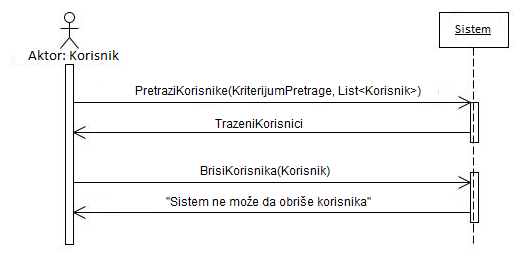 Sistem
Aktor: Korisnik
PretraziKorisnike(KriterijumPretrage, List<Korisnik>)
TrazeniKorisnici
BrisiKorisnika(Korisnik)
"Sistem ne može da obriše korisnika"